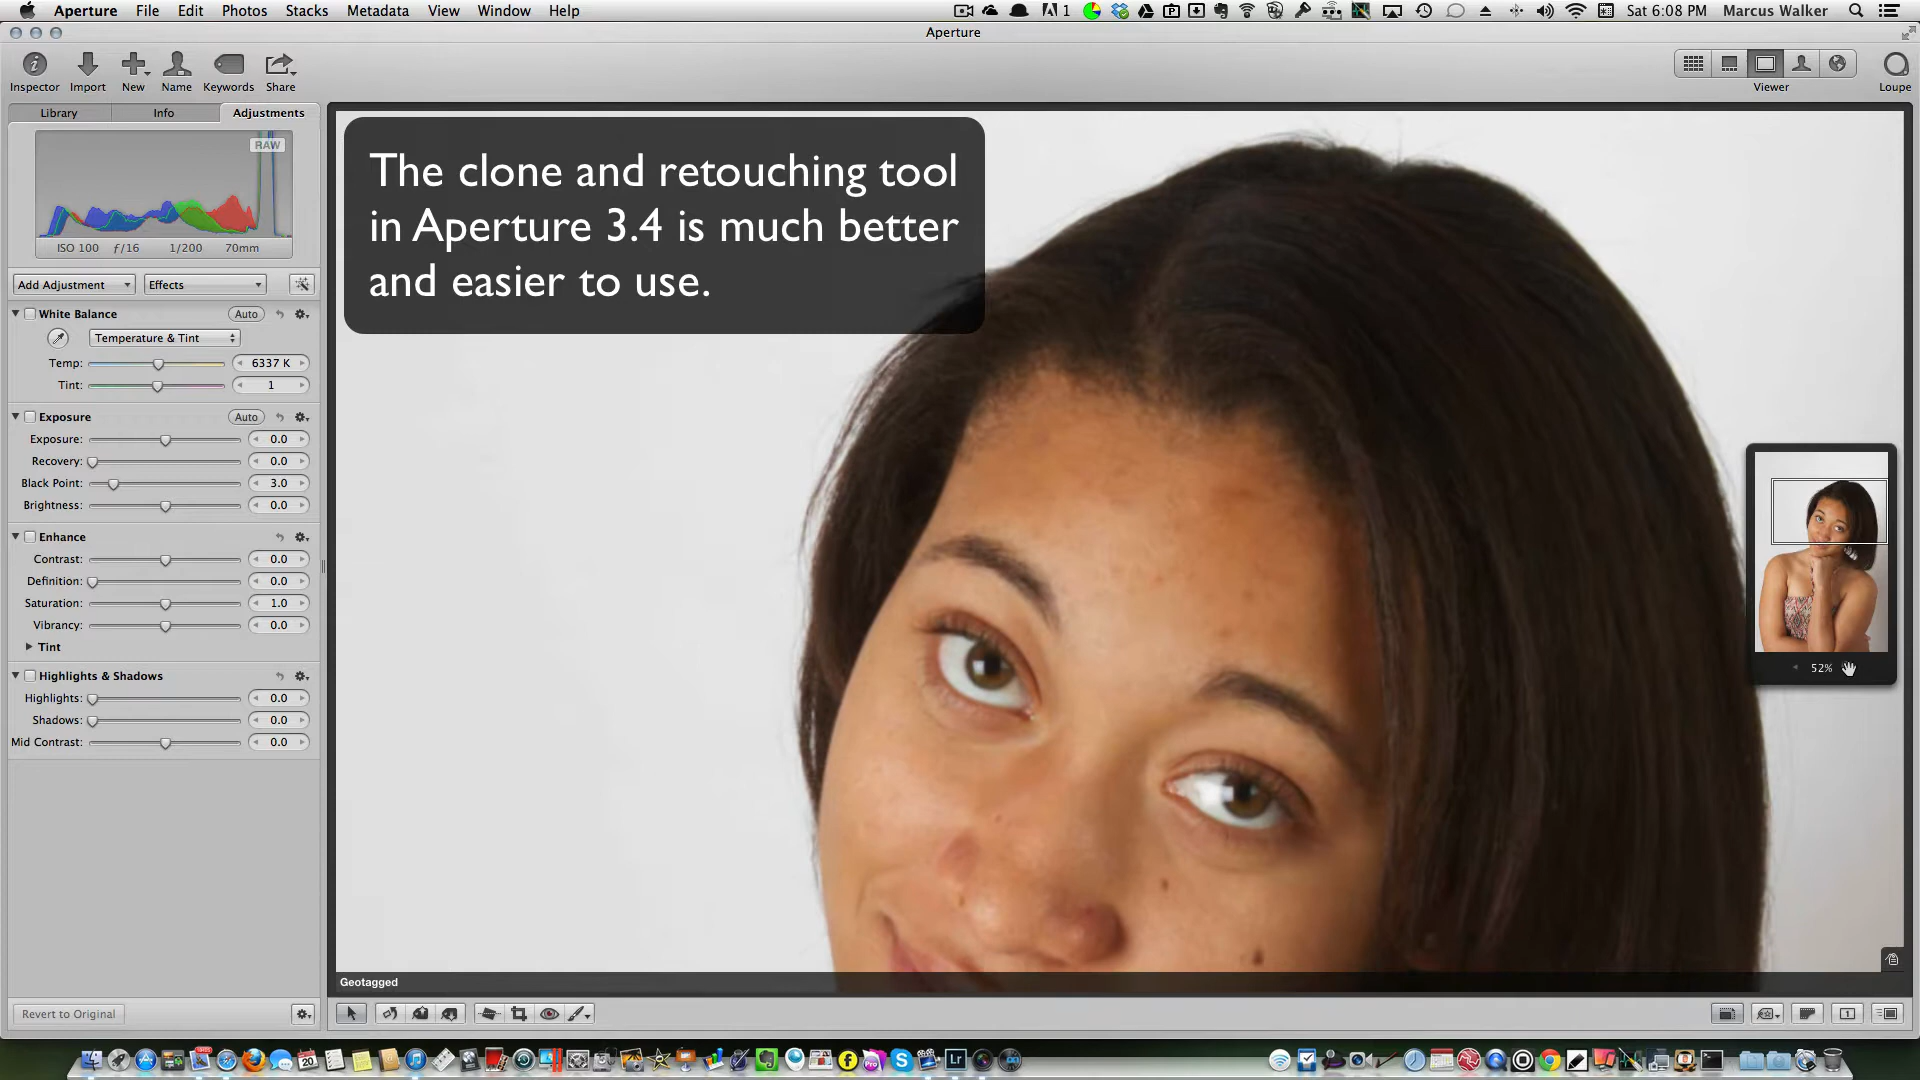 Aperture File Edit Photos Stacks Metadata View Window Help 1 Sat 6:08 PM Marcus Walker
Aperture
Inspector Import New Name Keywords Share Viewer Loupe
Library Info Adjustments
RAW
ISO 100 ƒ/16 1/200 70mm
The clone and retouching tool
in Aperture 3.4 is much better
and easier to use.
Add Adjustment Effects
White Balance Auto
Temperature & Tint
Temp: 6337 K
Tint: 1
Exposure Auto
Exposure: 0.0
Recovery: 0.0
Black Point: 3.0
Brightness: 0.0
Enhance
Contrast: 0.0
Definition: 0.0
Saturation: 1.0
Vibrancy: 0.0
Tint
Highlights & Shadows
Highlights: 0.0
Shadows: 0.0
Mid Contrast: 0.0
52%
Geotagged
Revert to Original
1
20 f Pro S Lr